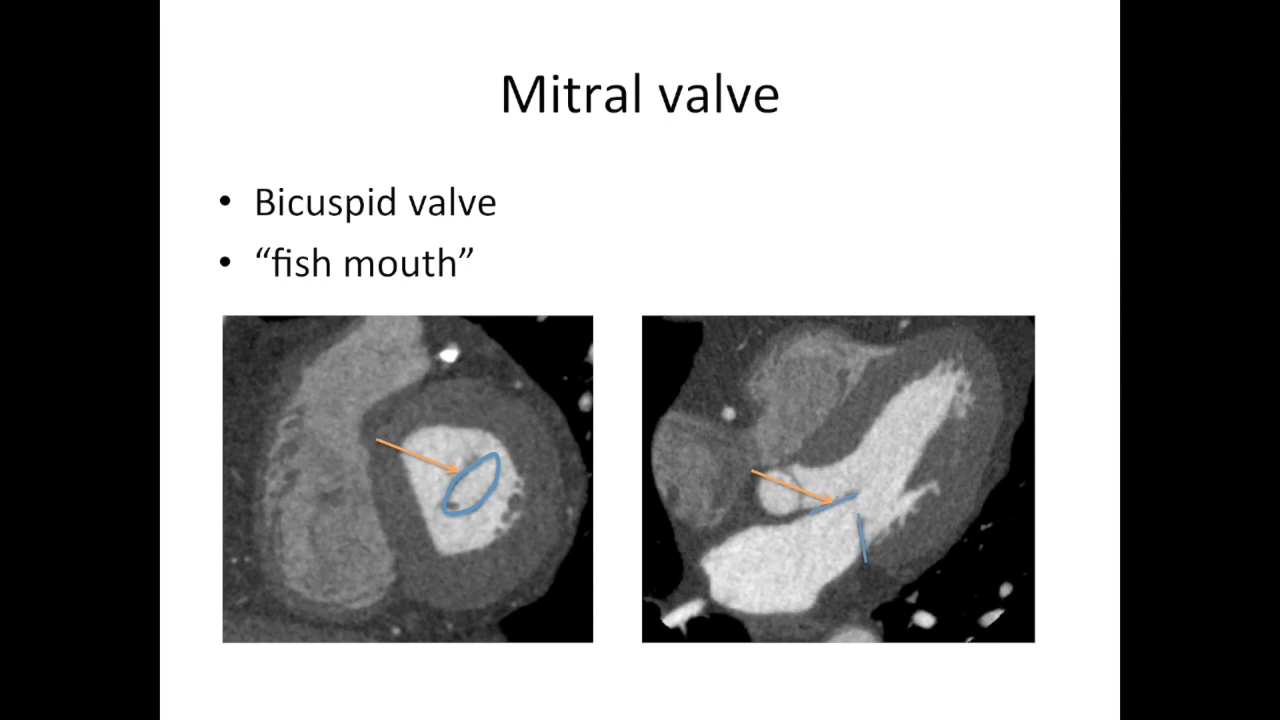 Mitral valve
• Bicuspid valve
• “fish mouth”